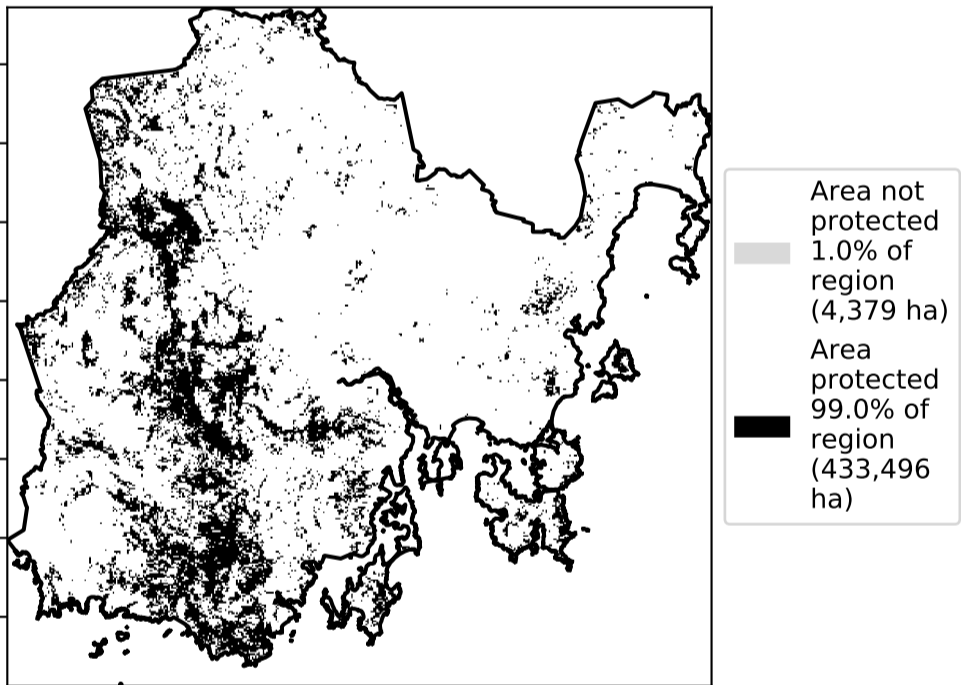 Area not
protected
1.0% of
region
(4,379 ha)
Area
protected
99.0% of
region
(433,496
ha)